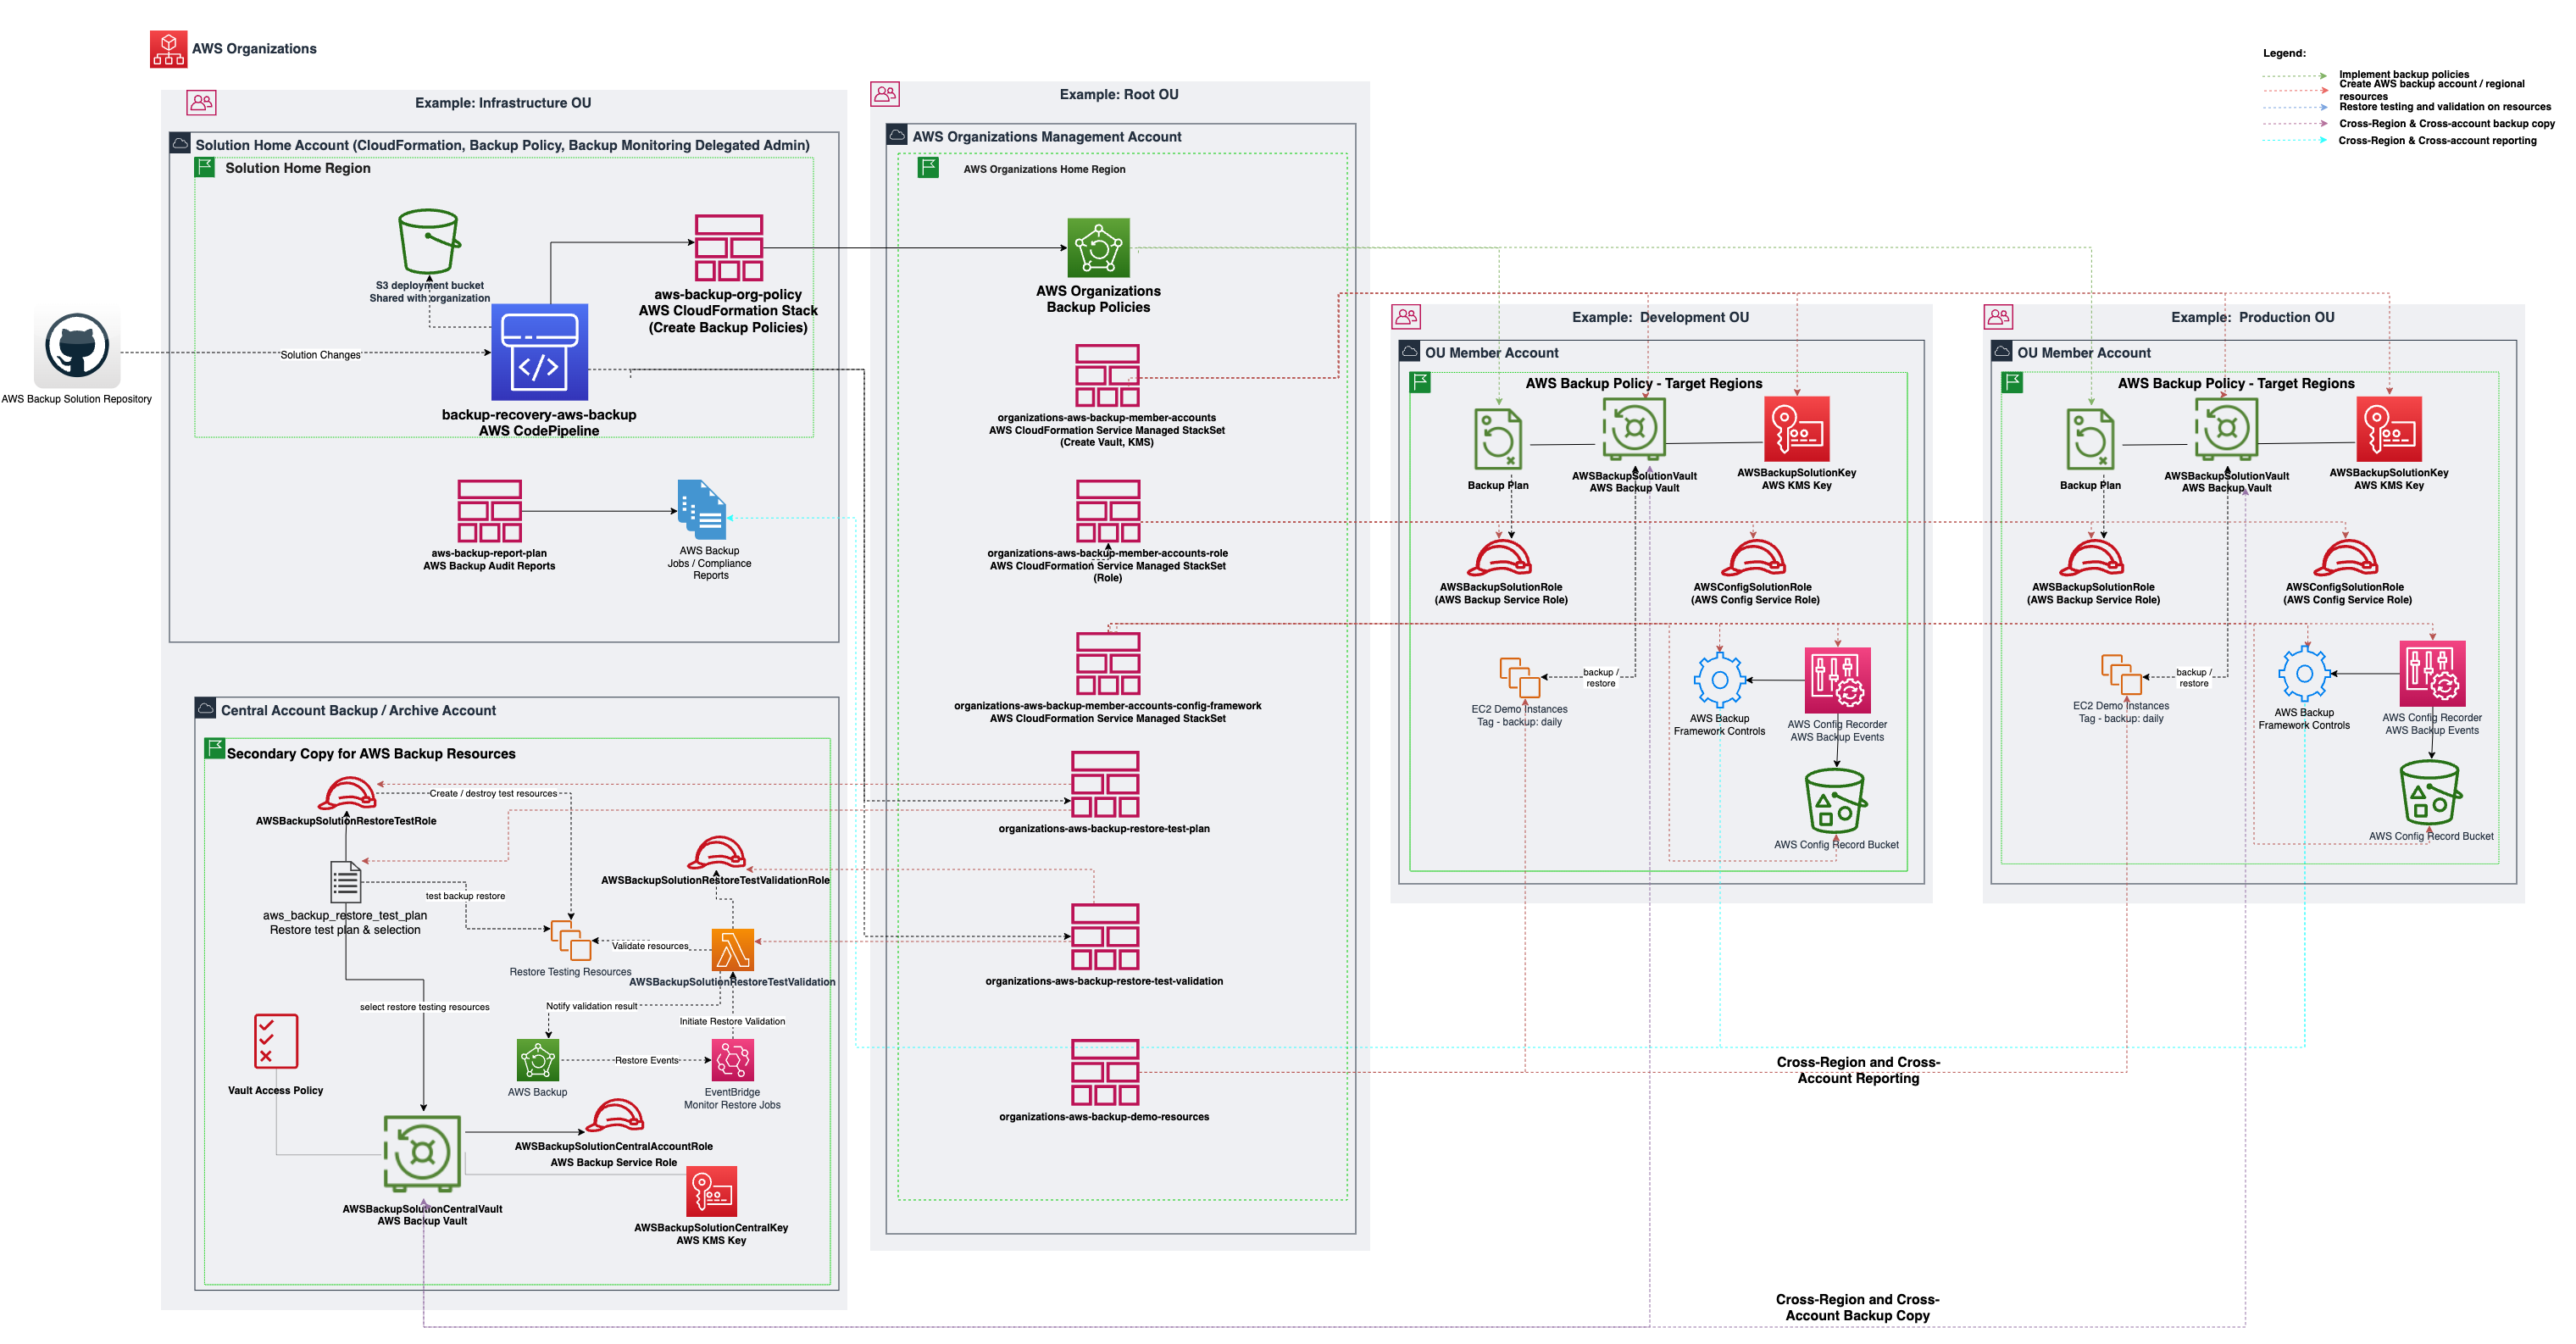 AWS Organizations
Legend:
Implement backup policies
Create AWS backup account / regional
resources
Restore testing and validation on resources
Cross-Region & Cross-account backup copy
Cross-Region & Cross-account reporting
Example: Infrastructure OU
Solution Home Account (CloudFormation, Backup Policy, Backup Monitoring Delegated Admin)
Solution Home Region
S3 deployment bucket
Shared with organization
aws-backup-org-policy
AWS CloudFormation Stack
(Create Backup Policies)
AWS Backup Solution Repository
Solution Changes
backup-recovery-aws-backup
AWS CodePipeline
aws-backup-report-plan
AWS Backup Audit Reports
AWS Backup
Jobs / Compliance
Reports
Central Account Backup / Archive Account
Secondary Copy for AWS Backup Resources
AWSBackupSolutionRestoreTestRole
Create / destroy test resources
AWSBackupSolutionRestoreTestValidationRole
aws_backup_restore_test_plan
Restore test plan & selection
test backup restore
Restore Testing Resources
Validate resources
AWSBackupSolutionRestoreTestValidation
select restore testing resources
Notify validation result
Initiate Restore Validation
Vault Access Policy
AWS Backup
Restore Events
EventBridge
Monitor Restore Jobs
AWSBackupSolutionCentralAccountRole
AWS Backup Service Role
AWSBackupSolutionCentralVault
AWS Backup Vault
AWSBackupSolutionCentralKey
AWS KMS Key
Example: Root OU
AWS Organizations Management Account
AWS Organizations Home Region
AWS Organizations
Backup Policies
organizations-aws-backup-member-accounts
AWS CloudFormation Service Managed StackSet
(Create Vault, KMS)
organizations-aws-backup-member-accounts-role
AWS CloudFormation Service Managed StackSet
(Role)
organizations-aws-backup-member-accounts-config-framework
AWS CloudFormation Service Managed StackSet
organizations-aws-backup-restore-test-plan
organizations-aws-backup-restore-test-validation
organizations-aws-backup-demo-resources
Example: Development OU
OU Member Account
AWS Backup Policy - Target Regions
Backup Plan
AWSBackupSolutionVault
AWS Backup Vault
AWSBackupSolutionKey
AWS KMS Key
AWSBackupSolutionRole
(AWS Backup Service Role)
AWSConfigSolutionRole
(AWS Config Service Role)
backup /
restore
EC2 Demo Instances
Tag - backup: daily
AWS Backup
Framework Controls
AWS Config Recorder
AWS Backup Events
AWS Config Record Bucket
Example: Production OU
OU Member Account
AWS Backup Policy - Target Regions
Backup Plan
AWSBackupSolutionVault
AWS Backup Vault
AWSBackupSolutionKey
AWS KMS Key
AWSBackupSolutionRole
(AWS Backup Service Role)
AWSConfigSolutionRole
(AWS Config Service Role)
backup /
restore
EC2 Demo Instances
Tag - backup: daily
AWS Backup
Framework Controls
AWS Config Recorder
AWS Backup Events
AWS Config Record Bucket
Cross-Region and Cross-
Account Reporting
Cross-Region and Cross-
Account Backup Copy